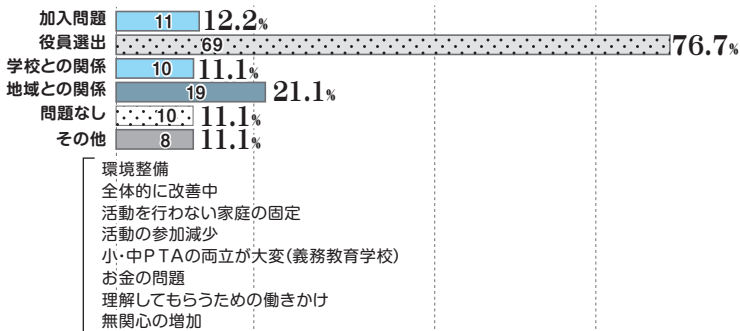 加入問題 11 12.2%
役員選出 69 76.7%
学校との関係 10 11.1%
地域との関係 19 21.1%
問題なし 10 11.1%
その他 8 11.1%
環境整備
全体的に改善中
活動を行わない家庭の固定
活動の参加減少
小・中PTAの両立が大変(義務教育学校)
お金の問題
理解してもらうための働きかけ
無関心の増加